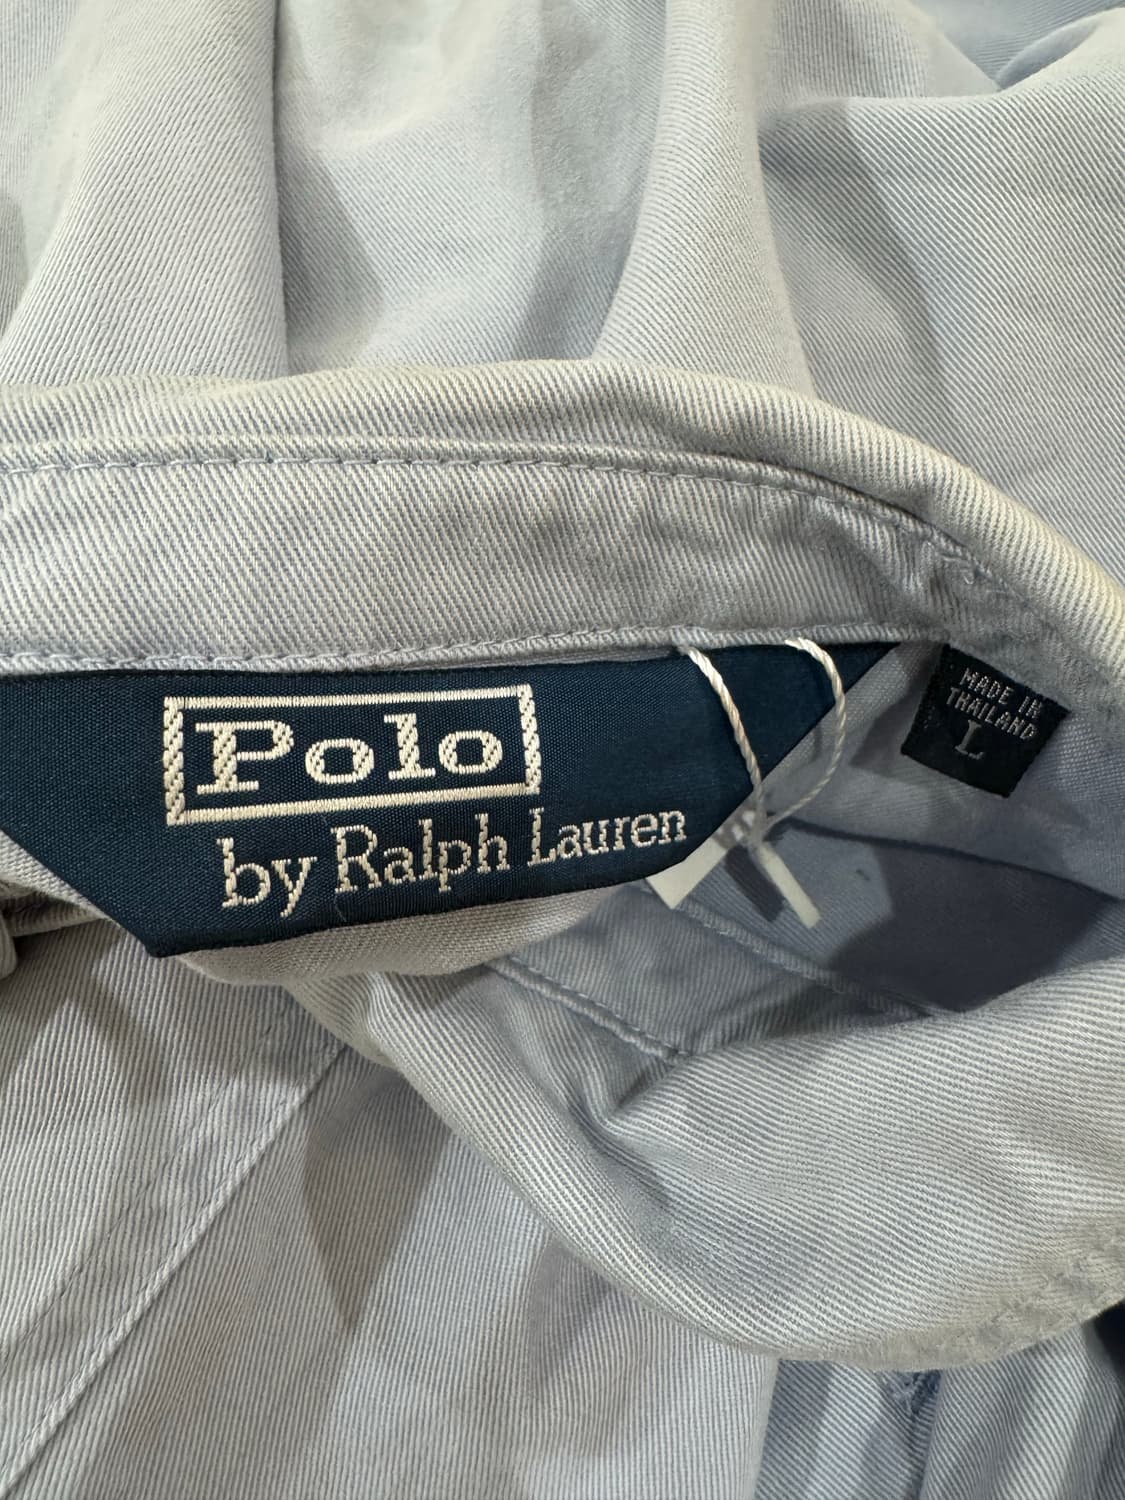 Polo
by Ralph Lauren
MADE IN
THAILAND
L